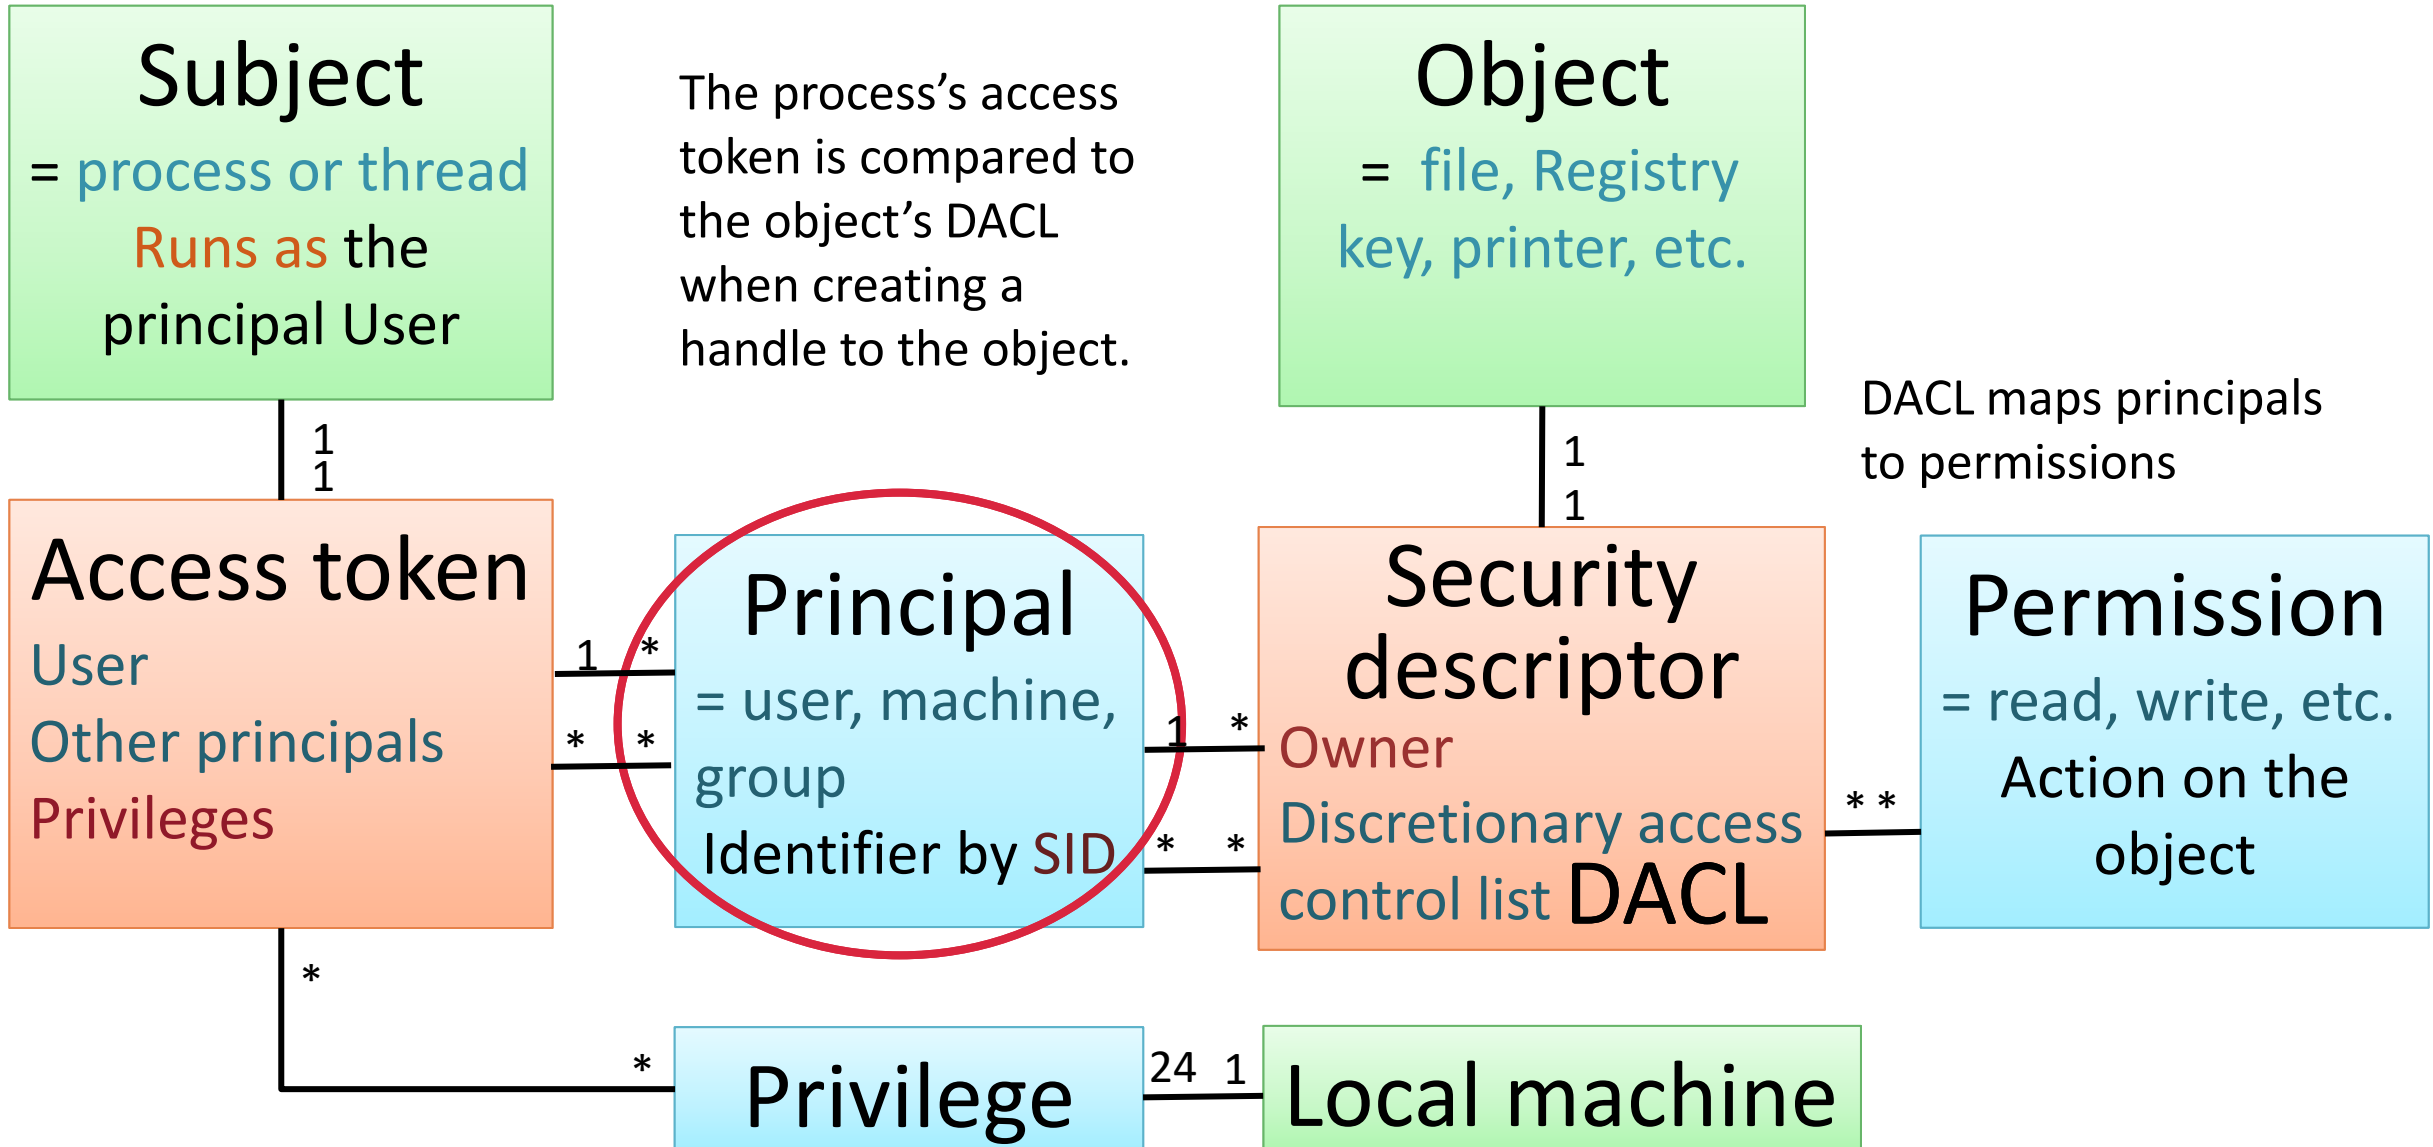 Subject
= process or thread
Runs as the
principal User
The process’s access
token is compared to
the object’s DACL
when creating a
handle to the object.
Object
= file, Registry
key, printer, etc.
DACL maps principals
to permissions
1
1
1
1
Access token
User
Other principals
Privileges
1 *
* *
Principal
= user, machine,
group
Identifier by SID
1 *
* *
Security
descriptor
Owner
Discretionary access
control list DACL
* *
Permission
= read, write, etc.
Action on the
object
*
*
Privilege
24 1
Local machine